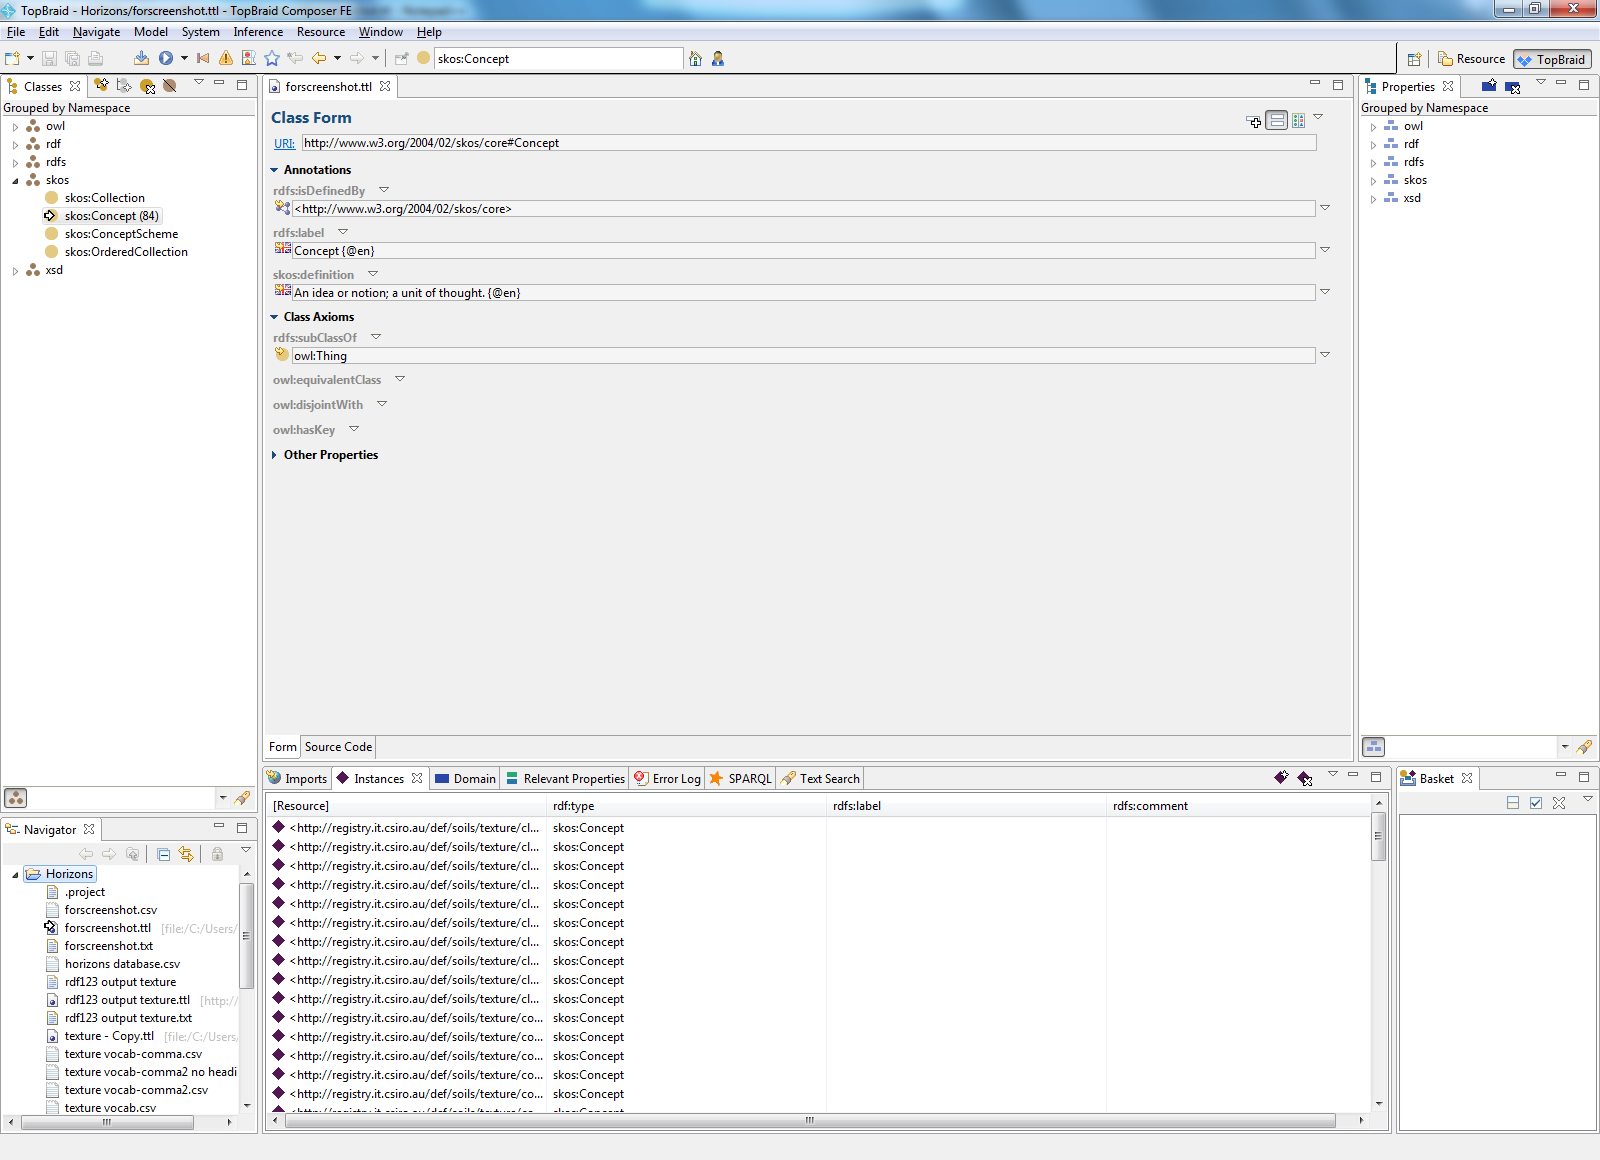 TopBraid - Horizons/forscreenshot.ttl - TopBraid Composer FE
File Edit Navigate Model System Inference Resource Window Help
skos:Concept
Resource TopBraid
Classes
Grouped by Namespace
owl
rdf
rdfs
skos
skos:Collection
skos:Concept (84)
skos:ConceptScheme
skos:OrderedCollection
xsd
forscreenshot.ttl
Class Form
URI: http://www.w3.org/2004/02/skos/core#Concept
Annotations
rdfs:isDefinedBy
<http://www.w3.org/2004/02/skos/core>
rdfs:label
Concept {@en}
skos:definition
An idea or notion; a unit of thought. {@en}
Class Axioms
rdfs:subClassOf
owl:Thing
owl:equivalentClass
owl:disjointWith
owl:hasKey
Other Properties
Form Source Code
Properties
Grouped by Namespace
owl
rdf
rdfs
skos
xsd
Navigator
Horizons
.project
forscreenshot.csv
forscreenshot.ttl [file:/C:/Users/
forscreenshot.txt
horizons database.csv
rdf123 output texture
rdf123 output texture.ttl [http://
rdf123 output texture.txt
texture - Copy.ttl [file:/C:/Users/
texture vocab-comma.csv
texture vocab-comma2 no headi
texture vocab-comma2.csv
texture vocab.csv
Imports Instances Domain Relevant Properties Error Log SPARQL Text Search
[Resource] rdf:type rdfs:label rdfs:comment
<http://registry.it.csiro.au/def/soils/texture/cl... skos:Concept
<http://registry.it.csiro.au/def/soils/texture/cl... skos:Concept
<http://registry.it.csiro.au/def/soils/texture/cl... skos:Concept
<http://registry.it.csiro.au/def/soils/texture/cl... skos:Concept
<http://registry.it.csiro.au/def/soils/texture/cl... skos:Concept
<http://registry.it.csiro.au/def/soils/texture/cl... skos:Concept
<http://registry.it.csiro.au/def/soils/texture/cl... skos:Concept
<http://registry.it.csiro.au/def/soils/texture/cl... skos:Concept
<http://registry.it.csiro.au/def/soils/texture/cl... skos:Concept
<http://registry.it.csiro.au/def/soils/texture/cl... skos:Concept
<http://registry.it.csiro.au/def/soils/texture/co... skos:Concept
<http://registry.it.csiro.au/def/soils/texture/co... skos:Concept
<http://registry.it.csiro.au/def/soils/texture/co... skos:Concept
<http://registry.it.csiro.au/def/soils/texture/co... skos:Concept
<http://registry.it.csiro.au/def/soils/texture/co... skos:Concept
Basket